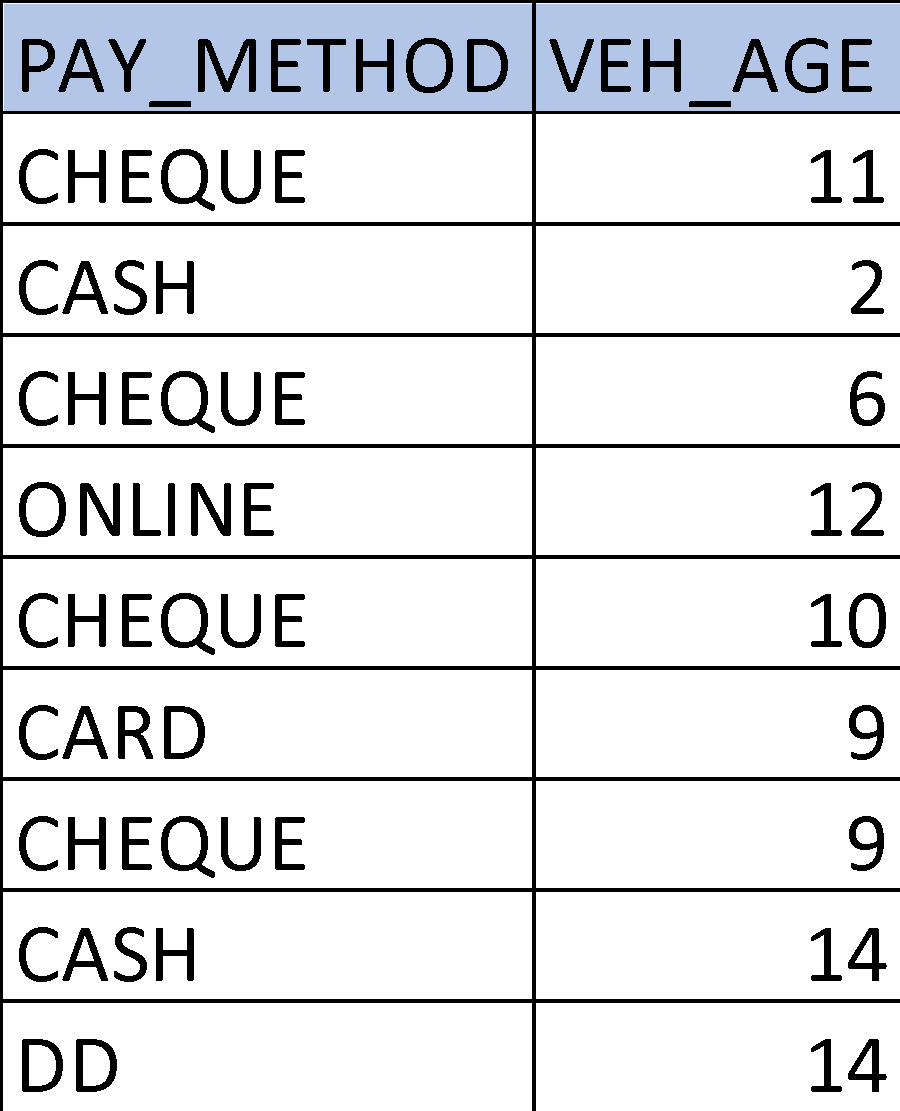 PAY_METHOD VEH_AGE
CHEQUE 11
CASH 2
CHEQUE 6
ONLINE 12
CHEQUE 10
CARD 9
CHEQUE 9
CASH 14
DD 14